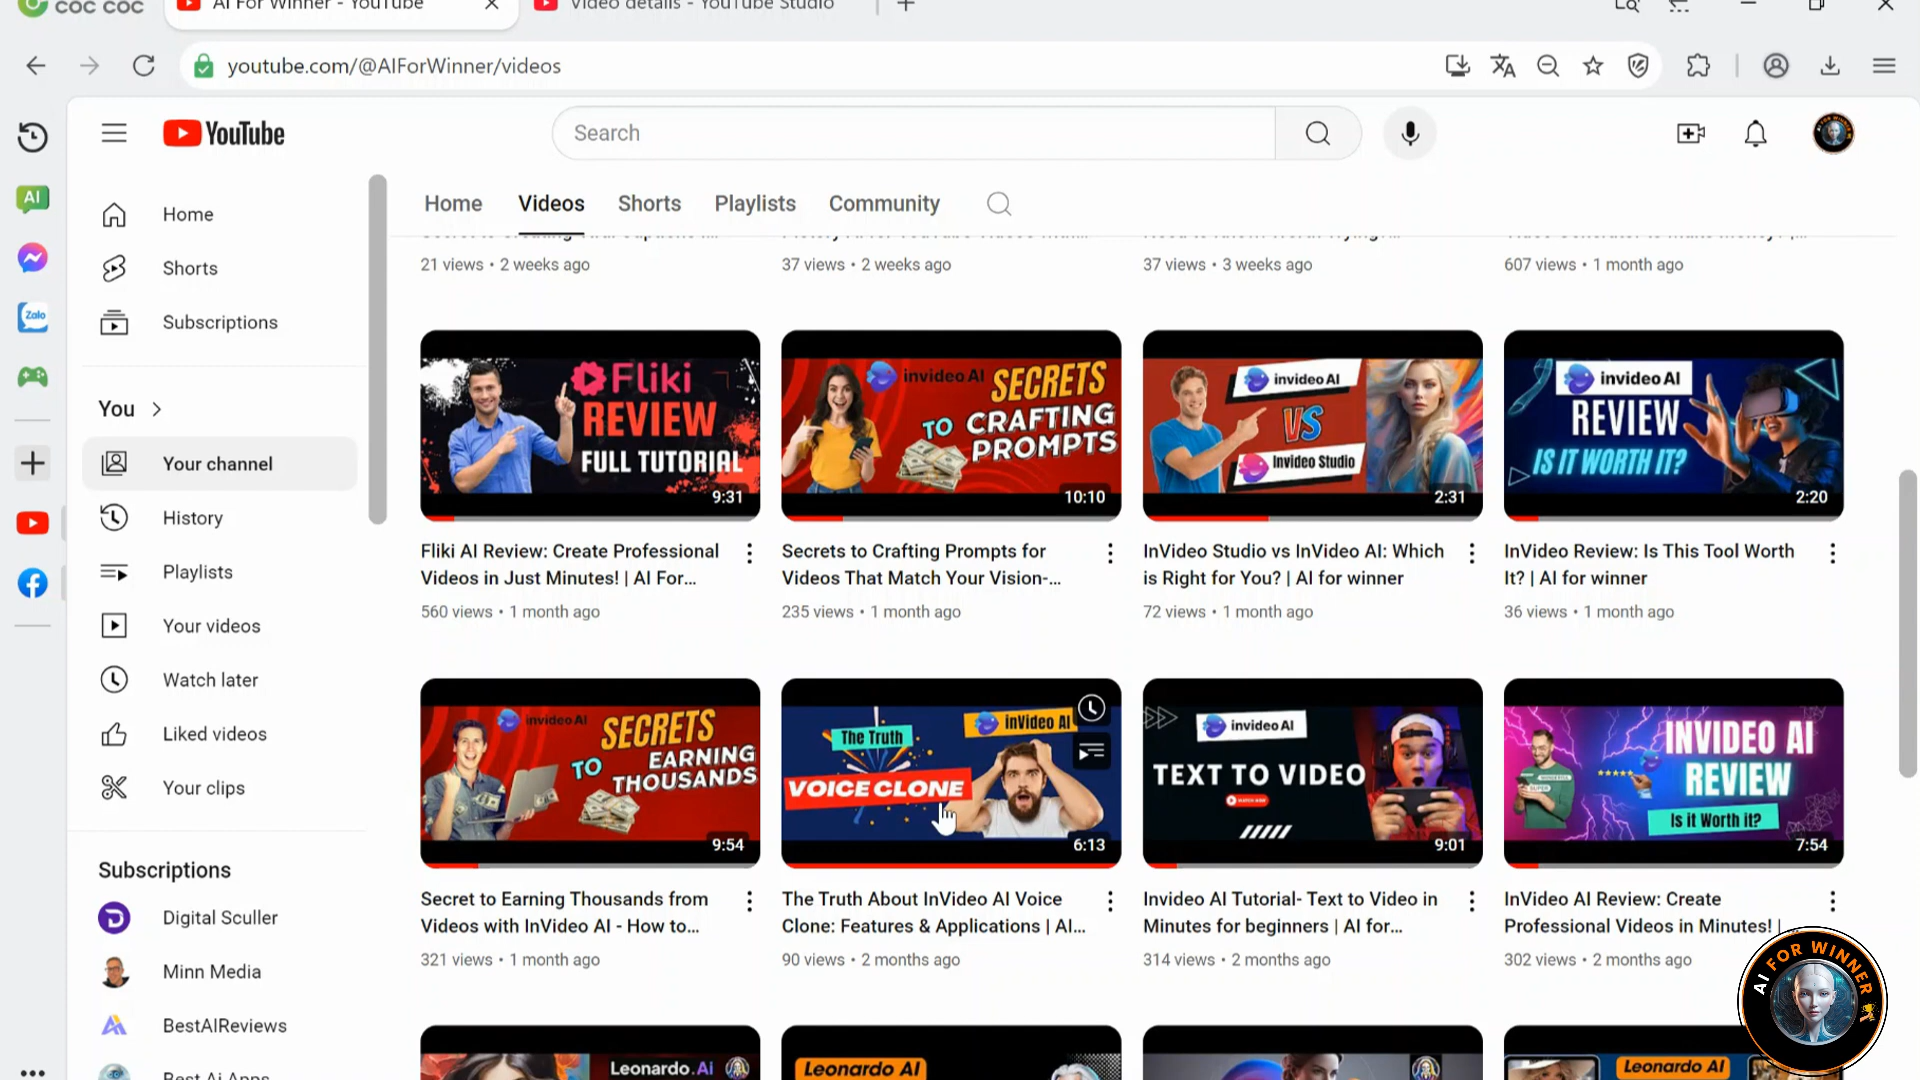 COC COC
AI For Winner - YouTube
Video details - YouTube Studio
youtube.com/@AIForWinner/videos
YouTube
Search
Home
Videos
Shorts
Playlists
Community
AI
Zalo
Home
Shorts
Subscriptions
You
Your channel
History
Playlists
Your videos
Watch later
Liked videos
Your clips
Subscriptions
Digital Sculler
Minn Media
BestAIReviews
Best Ai Apps
21 views • 2 weeks ago
37 views • 2 weeks ago
37 views • 3 weeks ago
607 views • 1 month ago
Fliki
REVIEW
FULL TUTORIAL
9:31
invideo AI
SECRETS
TO CRAFTING
PROMPTS
10:10
invideo AI
VS
Invideo Studio
2:31
invideo AI
REVIEW
IS IT WORTH IT?
2:20
Fliki AI Review: Create Professional
Videos in Just Minutes! | AI For...
560 views • 1 month ago
Secrets to Crafting Prompts for
Videos That Match Your Vision-...
235 views • 1 month ago
InVideo Studio vs InVideo AI: Which
is Right for You? | AI for winner
72 views • 1 month ago
InVideo Review: Is This Tool Worth
It? | AI for winner
36 views • 1 month ago
invideo AI
SECRETS
TO EARNING
THOUSANDS
9:54
The Truth
inVideo AI
VOICE CLONE
6:13
invideo AI
TEXT TO VIDEO
WATCH NOW
9:01
INVIDEO AI
REVIEW
Is it Worth it?
SUPER
7:54
Secret to Earning Thousands from
Videos with InVideo AI - How to...
321 views • 1 month ago
The Truth About InVideo AI Voice
Clone: Features & Applications | AI...
90 views • 2 months ago
Invideo AI Tutorial- Text to Video in
Minutes for beginners | AI for...
314 views • 2 months ago
InVideo AI Review: Create
Professional Videos in Minutes! |...
302 views • 2 months ago
Leonardo.Ai
Leonardo AI
Leonardo AI
AI FOR WINNER